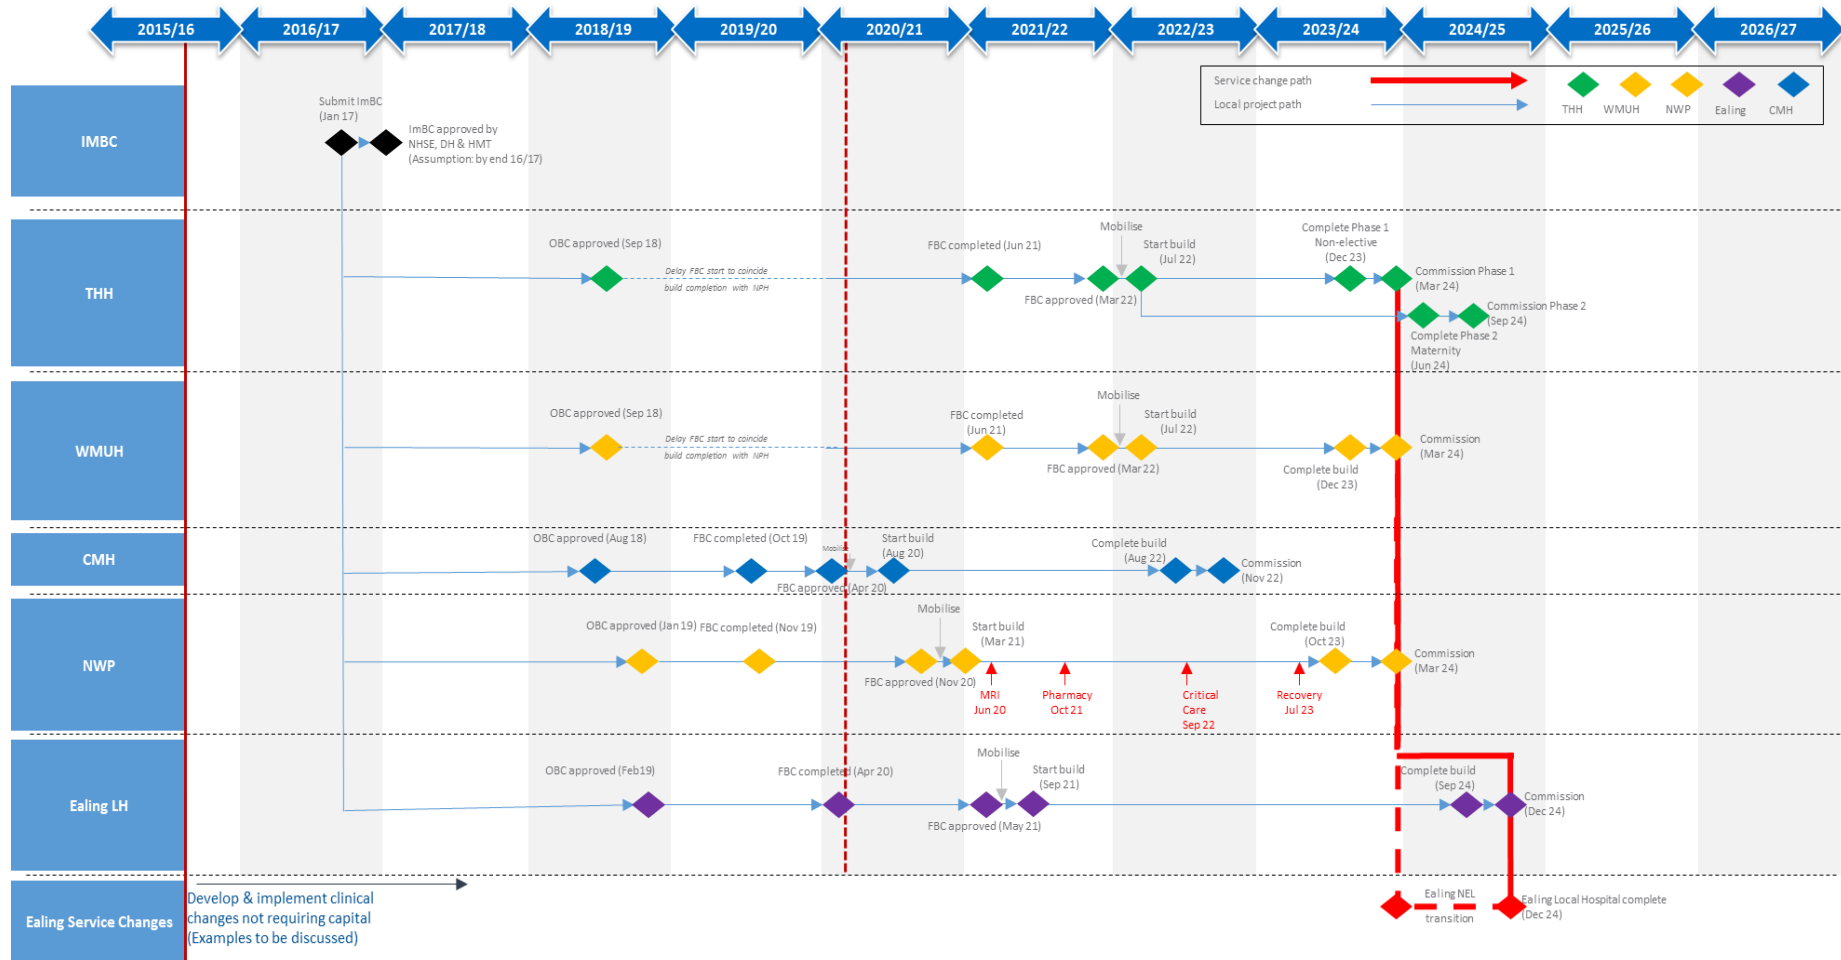 2015/16
2016/17
2017/18
2018/19
2019/20
2020/21
2021/22
2022/23
2023/24
2024/25
2025/26
2026/27
Service change path
Local project path
THH
WMUH
NWP
Ealing
CMH
IMBC
Submit ImBC
(Jan 17)
ImBC approved by
NHSE, DH & HMT
(Assumption: by end 16/17)
THH
OBC approved (Sep 18)
Delay FBC start to coincide
build completion with NPH
FBC completed (Jun 21)
FBC approved (Mar 22)
Mobilise
Start build
(Jul 22)
Complete Phase 1
Non-elective
(Dec 23)
Commission Phase 1
(Mar 24)
Complete Phase 2
Maternity
(Jun 24)
Commission Phase 2
(Sep 24)
WMUH
OBC approved (Sep 18)
Delay FBC start to coincide
build completion with NPH
FBC completed
(Jun 21)
FBC approved (Mar 22)
Mobilise
Start build
(Jul 22)
Complete build
(Dec 23)
Commission
(Mar 24)
CMH
OBC approved (Aug 18)
FBC completed (Oct 19)
Mobilise
FBC approved (Apr 20)
Start build
(Aug 20)
Complete build
(Aug 22)
Commission
(Nov 22)
NWP
OBC approved (Jan 19)
FBC completed (Nov 19)
FBC approved (Nov 20)
Mobilise
Start build
(Mar 21)
MRI
Jun 20
Pharmacy
Oct 21
Critical
Care
Sep 22
Recovery
Jul 23
Complete build
(Oct 23)
Commission
(Mar 24)
Ealing LH
OBC approved (Feb19)
FBC completed (Apr 20)
FBC approved (May 21)
Mobilise
Start build
(Sep 21)
Complete build
(Sep 24)
Commission
(Dec 24)
Ealing Service Changes
Develop & implement clinical
changes not requiring capital
(Examples to be discussed)
Ealing NEL
transition
Ealing Local Hospital complete
(Dec 24)